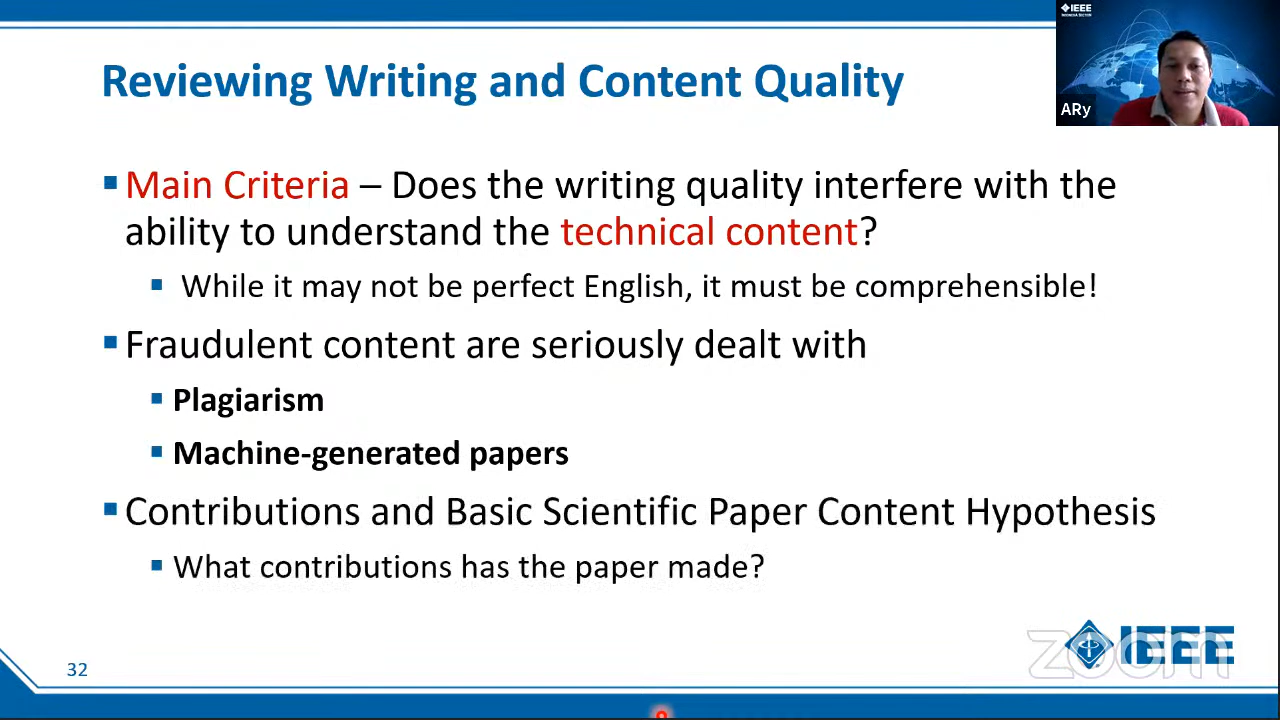 IEEE
INDONESIA SECTION
ARy
Reviewing Writing and Content Quality
Main Criteria – Does the writing quality interfere with the
ability to understand the technical content?
While it may not be perfect English, it must be comprehensible!
Fraudulent content are seriously dealt with
Plagiarism
Machine-generated papers
Contributions and Basic Scientific Paper Content Hypothesis
What contributions has the paper made?
32
zoom
IEEE